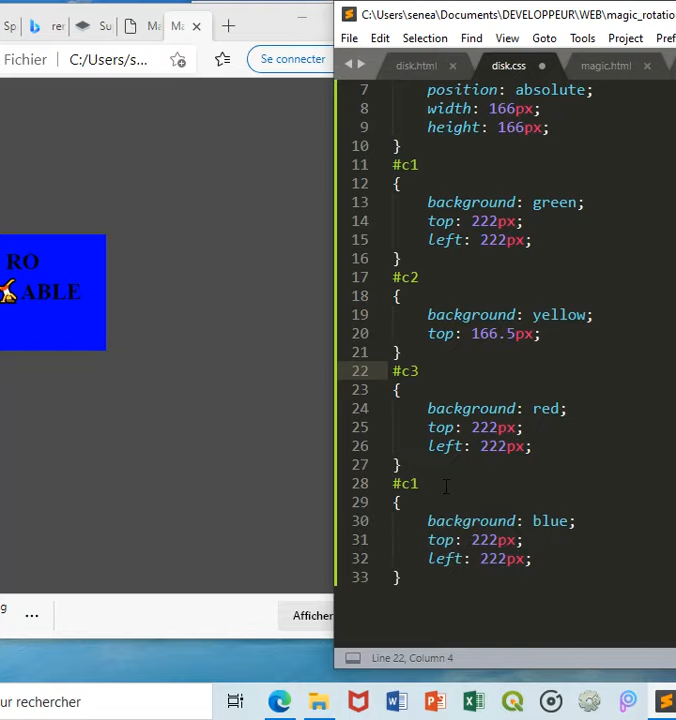 Sp
rer
Su
Ma
Ma
Fichier
C:/Users/s...
Se connecter
RO
ABLE
g
...
Afficher
C:\Users\senea\Documents\DEVELOPPEUR\WEB\magic_rotatio
File Edit Selection Find View Goto Tools Project Pref
disk.html disk.css magic.html
7 position: absolute;
8 width: 166px;
9 height: 166px;
10 }
11 #c1
12 {
13 background: green;
14 top: 222px;
15 left: 222px;
16 }
17 #c2
18 {
19 background: yellow;
20 top: 166.5px;
21 }
22 #c3
23 {
24 background: red;
25 top: 222px;
26 left: 222px;
27 }
28 #c1
29 {
30 background: blue;
31 top: 222px;
32 left: 222px;
33 }
Line 22, Column 4
ur rechercher